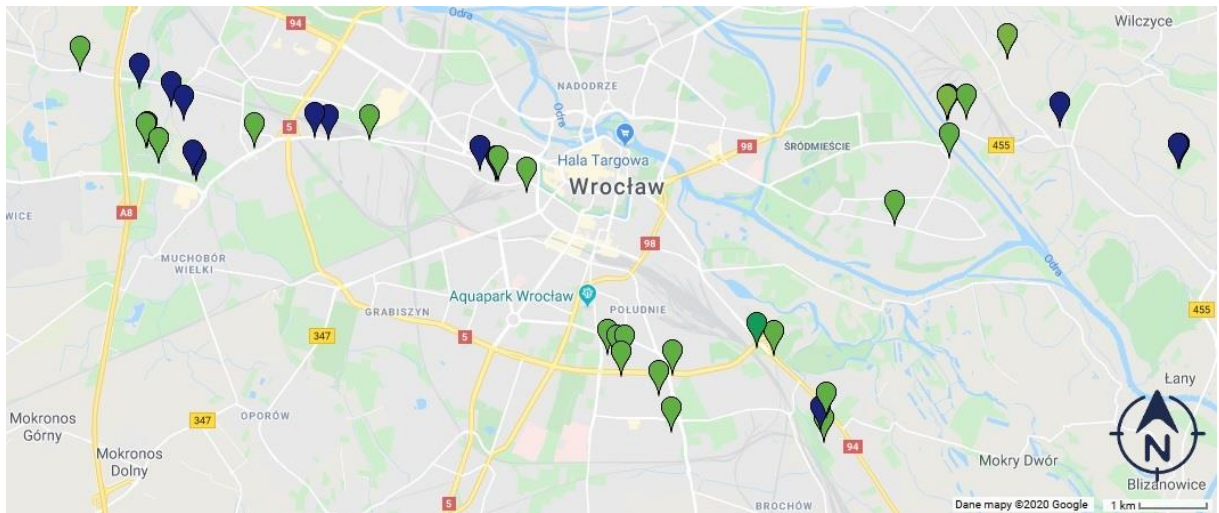 Odra
Wilczyce
94
5
NADODRZE
Odra
98
Hala Targowa
ŚRÓDMIEŚCIE
455
Wrocław
A8
WICE
98
MUCHOBÓR
WIELKI
Odra
Aquapark Wrocław
POŁUDNIE
GRABISZYN
455
347
5
Łany
Mokronos
Górny
347
OPORÓW
N
94
Mokronos
Dolny
Mokry Dwór
Bliżanowice
5
BROCHÓW
Dane mapy ©2020 Google
1 km